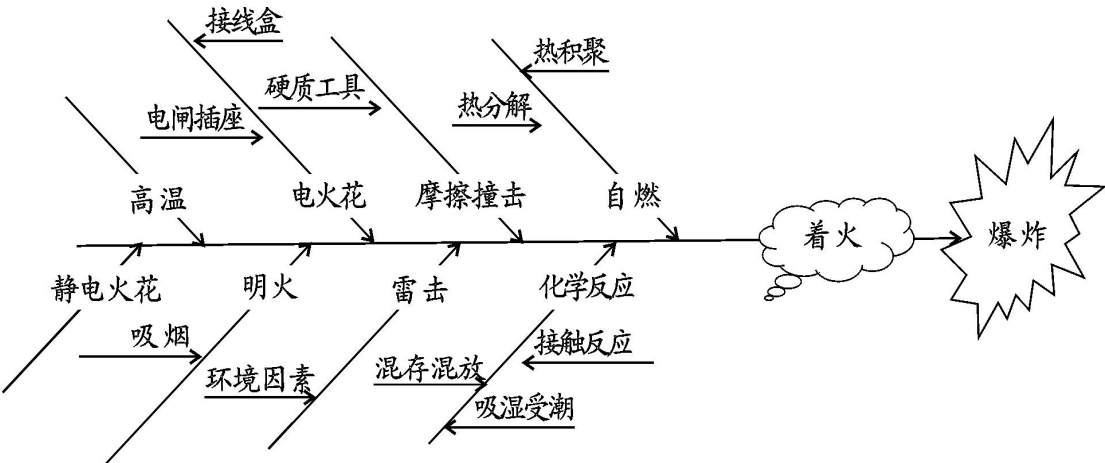 接线盒
热积聚
硬质工具
热分解
电闸插座
高温
电火花
摩擦撞击
自燃
着火
爆炸
静电火花
明火
雷击
化学反应
吸烟
接触反应
环境因素
混存混放
吸湿受潮